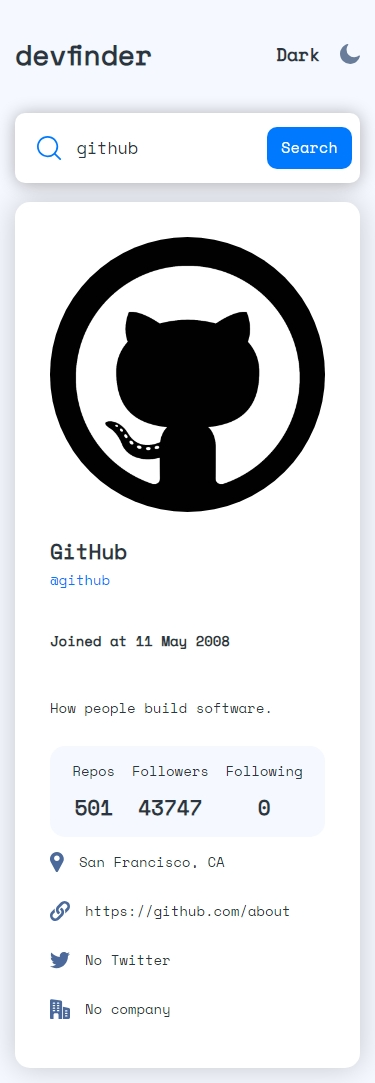 devfinder
Dark
github
Search
GitHub
@github
Joined at 11 May 2008
How people build software.
Repos Followers Following
501 43747 0
San Francisco, CA
https://github.com/about
No Twitter
No company